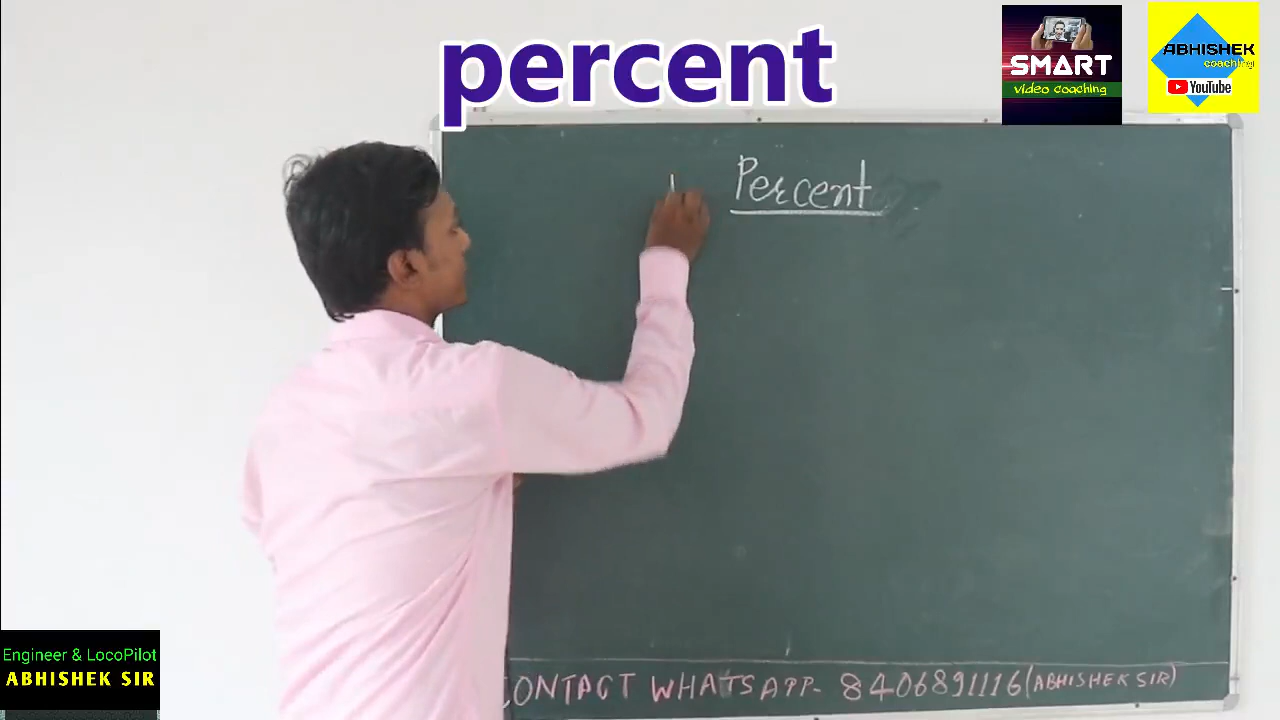 percent
SMART
video coaching
ABHISHEK
coaching
YouTube
Percent
Engineer & LocoPilot
ABHISHEK SIR
CONTACT WHATSAPP- 8406891116 (ABHISHEK SIR)